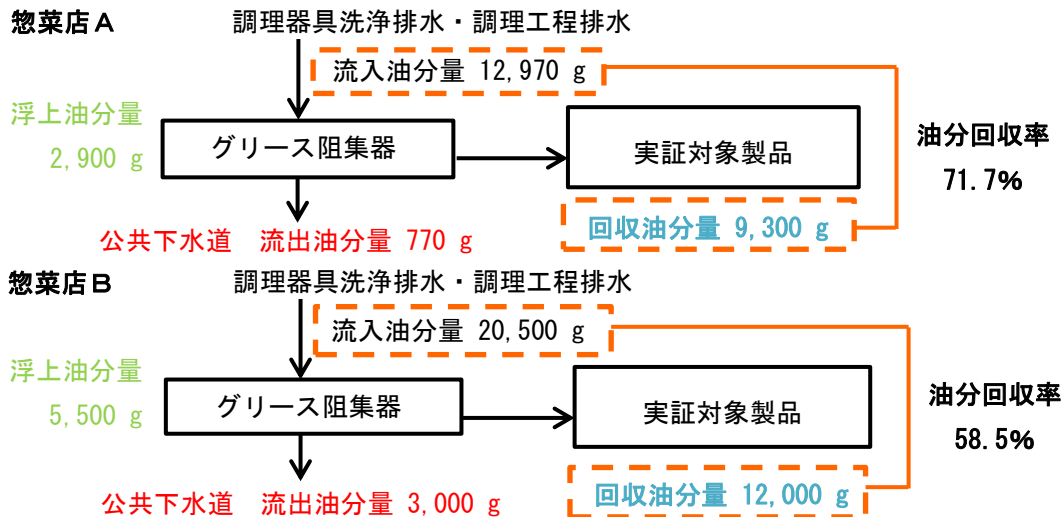 惣菜店A
調理器具洗浄排水・調理工程排水
流入油分量 12,970 g
浮上油分量
2,900 g
グリース阻集器
実証対象製品
油分回収率
71.7%
回収油分量 9,300 g
公共下水道 流出油分量 770 g
惣菜店B
調理器具洗浄排水・調理工程排水
流入油分量 20,500 g
浮上油分量
5,500 g
グリース阻集器
実証対象製品
油分回収率
58.5%
回収油分量 12,000 g
公共下水道 流出油分量 3,000 g